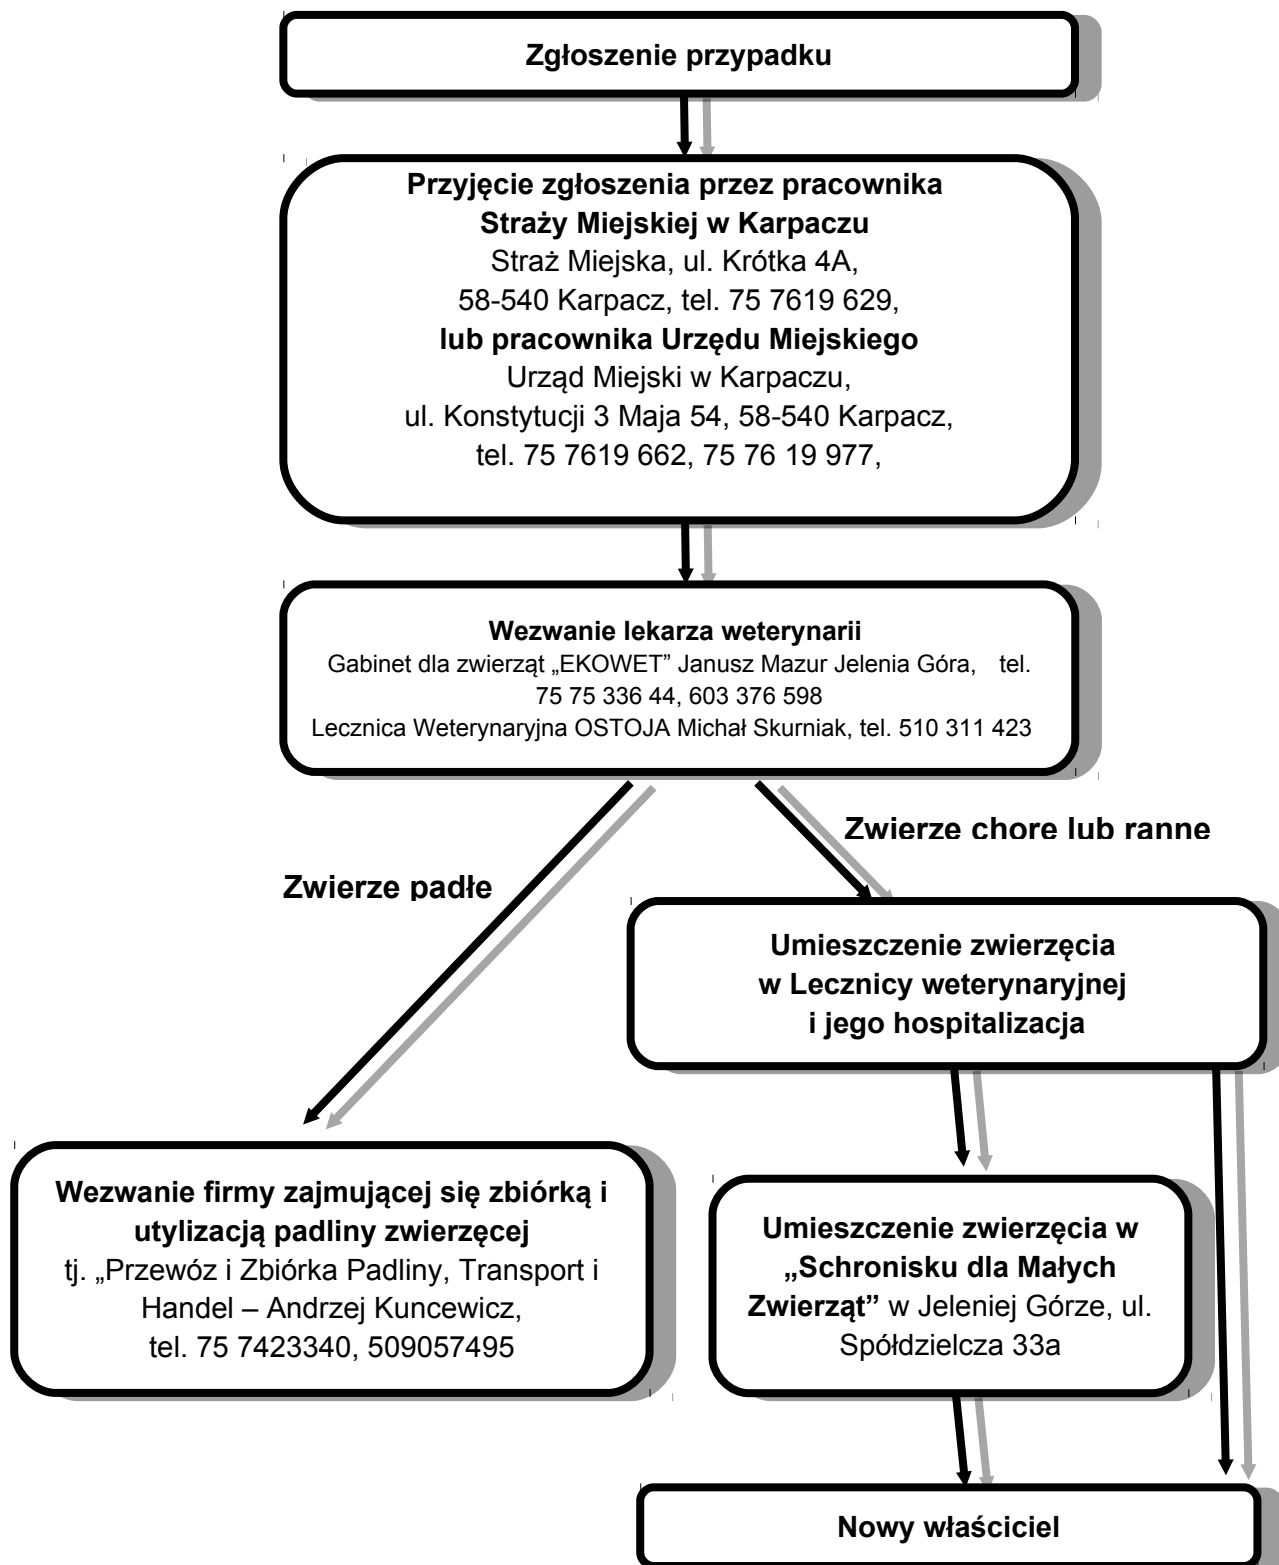 Zgłoszenie przypadku
Przyjęcie zgłoszenia przez pracownika
Straży Miejskiej w Karpaczu
Straż Miejska, ul. Krótka 4A,
58-540 Karpacz, tel. 75 7619 629,
lub pracownika Urzędu Miejskiego
Urząd Miejski w Karpaczu,
ul. Konstytucji 3 Maja 54, 58-540 Karpacz,
tel. 75 7619 662, 75 76 19 977,
Wezwanie lekarza weterynarii
Gabinet dla zwierząt „EKOWET” Janusz Mazur Jelenia Góra, tel.
75 75 336 44, 603 376 598
Lecznica Weterynaryjna OSTOJA Michał Skurniak, tel. 510 311 423
Zwierze chore lub ranne
Zwierze padłe
Umieszczenie zwierzęcia
w Lecznicy weterynaryjnej
i jego hospitalizacja
Wezwanie firmy zajmującej się zbiórką i
utylizacją padliny zwierzęcej
tj. „Przewóz i Zbiórka Padliny, Transport i
Handel – Andrzej Kuncewicz,
tel. 75 7423340, 509057495
Umieszczenie zwierzęcia w
„Schronisku dla Małych
Zwierząt” w Jeleniej Górze, ul.
Spółdzielcza 33a
Nowy właściciel